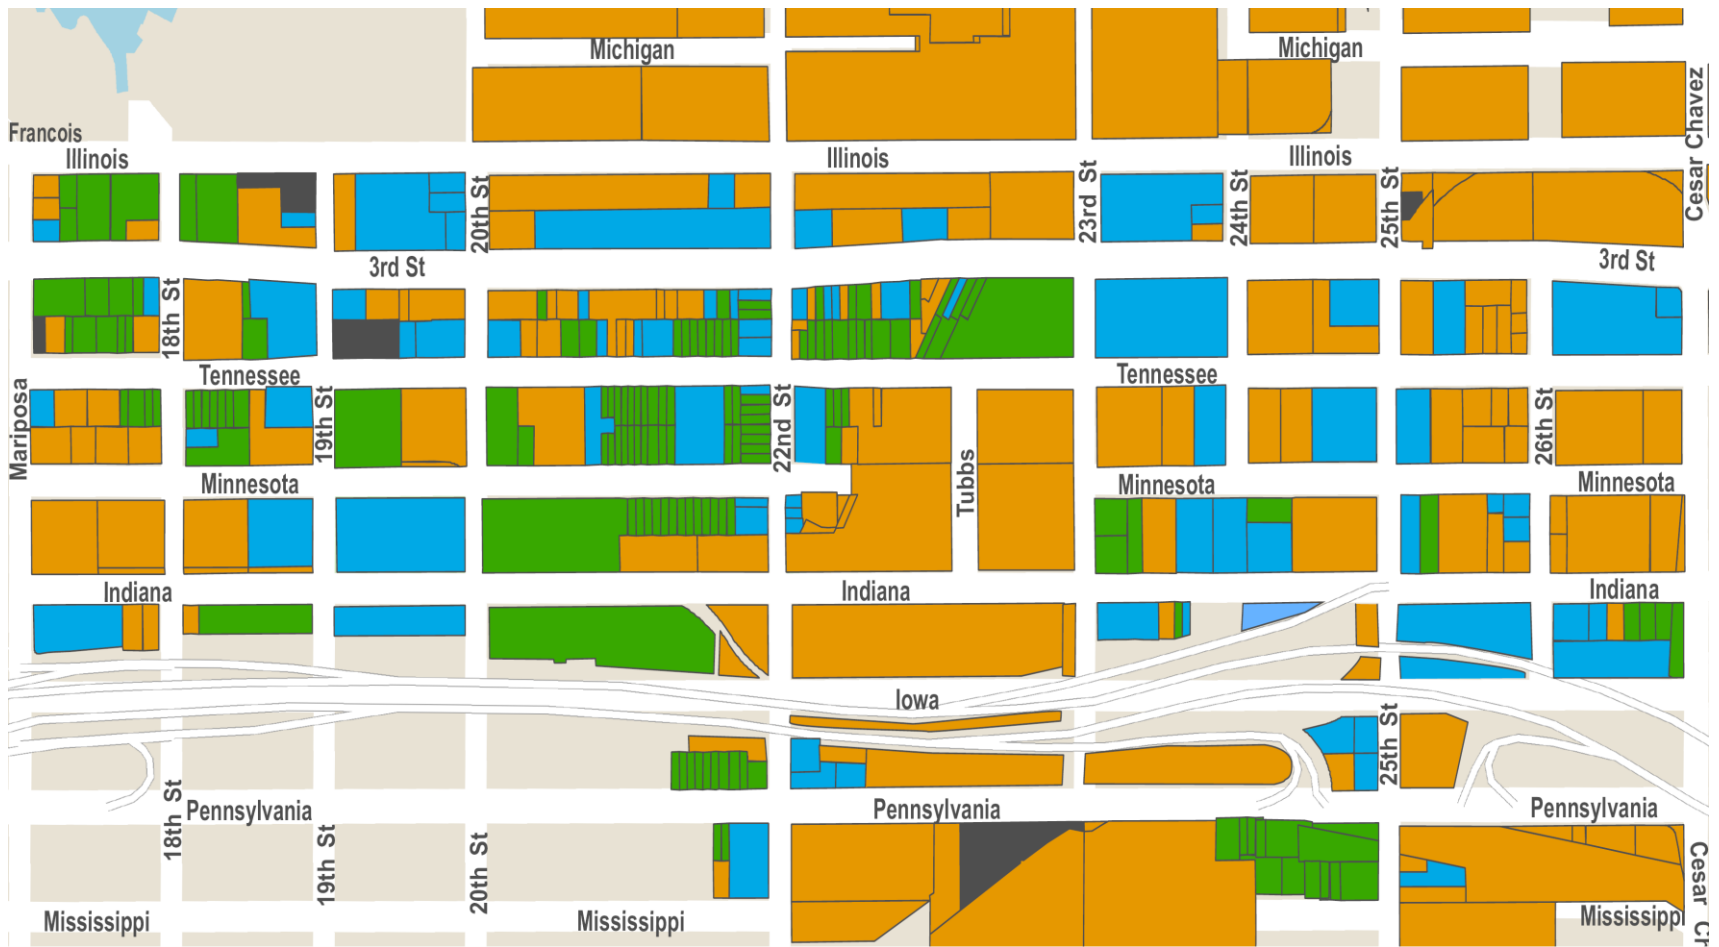 Michigan
Michigan
Cesar Chavez
Francois
Illinois
Illinois
Illinois
20th St
23rd St
24th St
25th St
3rd St
3rd St
18th St
Tennessee
Tennessee
Mariposa
19th St
22nd St
26th St
Tubbs
Minnesota
Minnesota
Minnesota
Indiana
Indiana
Indiana
Iowa
25th St
18th St
Pennsylvania
Pennsylvania
Pennsylvania
19th St
20th St
Cesar Ch
Mississippi
Mississippi
Mississippi